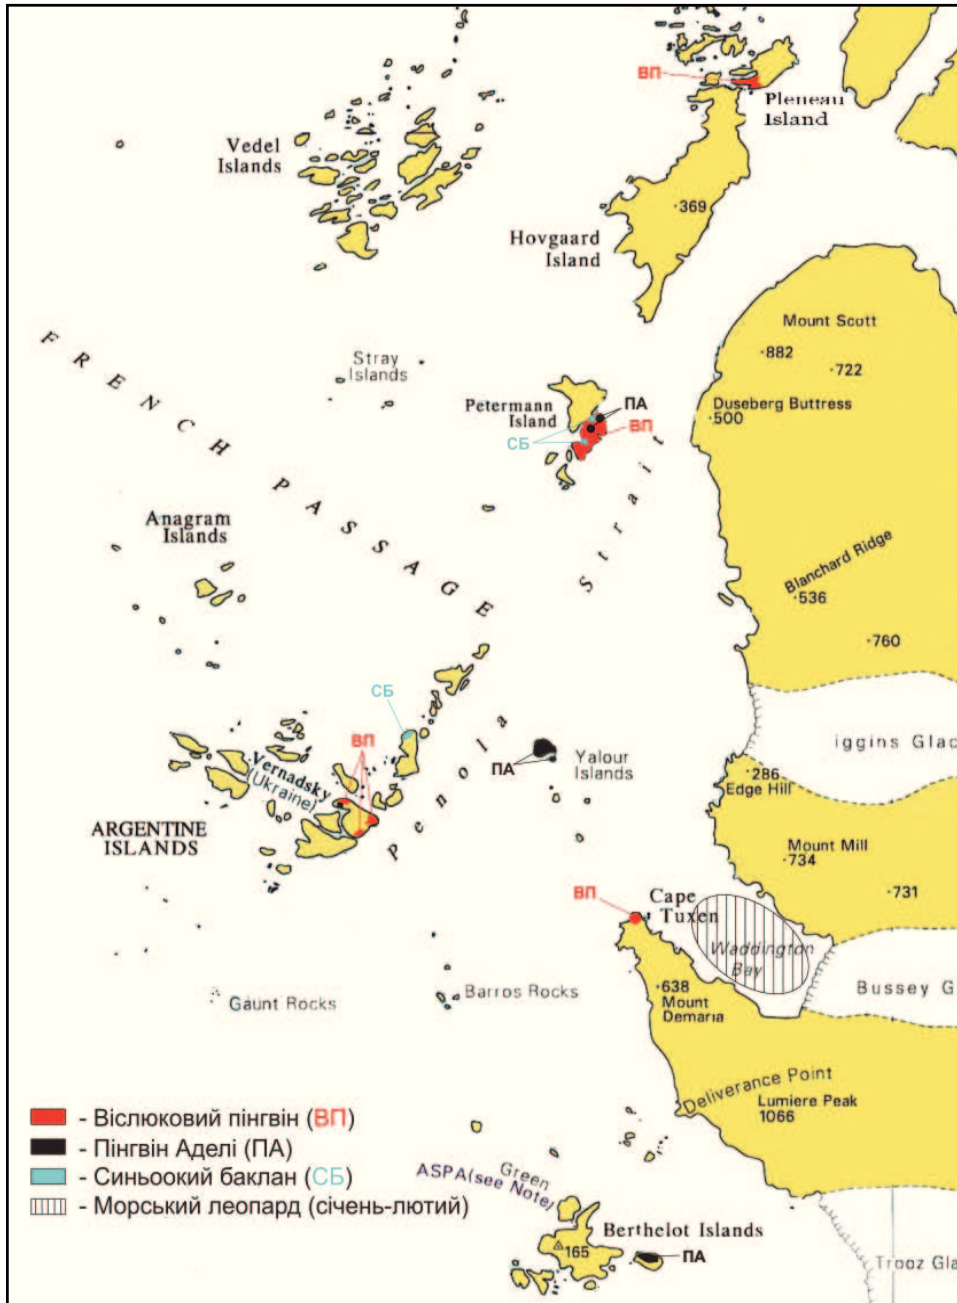 ВП
Pleneau
Island
Vedel
Islands
369
Hovgaard
Island
FRENCH PASSAGE
Mount Scott
882
722
Stray
Islands
Duseberg Buttress
500
Petermann
Island
ПА
ВП
СБ
Penola Strait
Anagram
Islands
Blanchard Ridge
536
760
СБ
ВП
ПА
Yalour
Islands
iggins Glac
286
Edge Hill
Vernadsky
(Ukraine)
ARGENTINE
ISLANDS
Mount Mill
734
731
ВП
Cape
Tuxen
Waddington
Bay
Gaunt Rocks
Barros Rocks
638
Mount
Demaria
Bussey G
Deliverance Point
Lumiere Peak
1066
- Віслюковий пінгвін (ВП)
- Пінгвін Аделі (ПА)
- Синьоокий баклан (СБ)
- Морський леопард (січень-лютий)
Green
ASPA (see Note)
Berthelot Islands
165
ПА
Trooz Gla